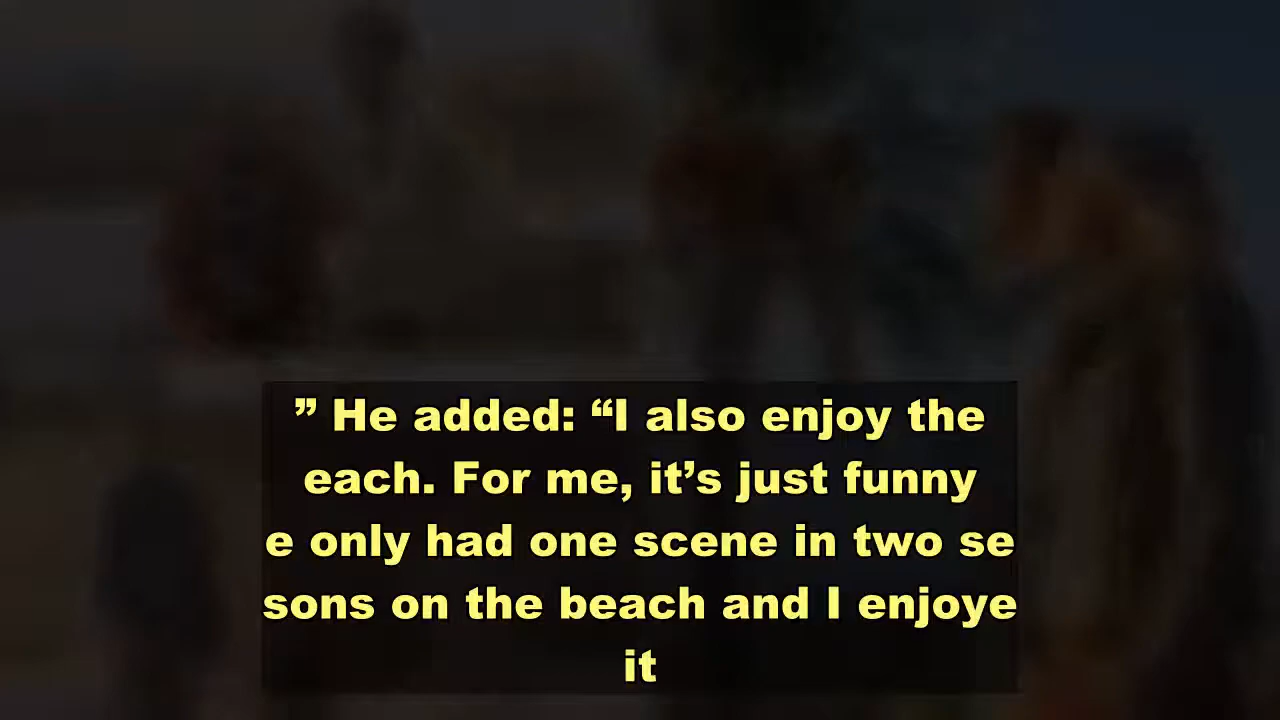 ” He added: “I also enjoy the
each. For me, it’s just funny
e only had one scene in two se
sons on the beach and I enjoye
it